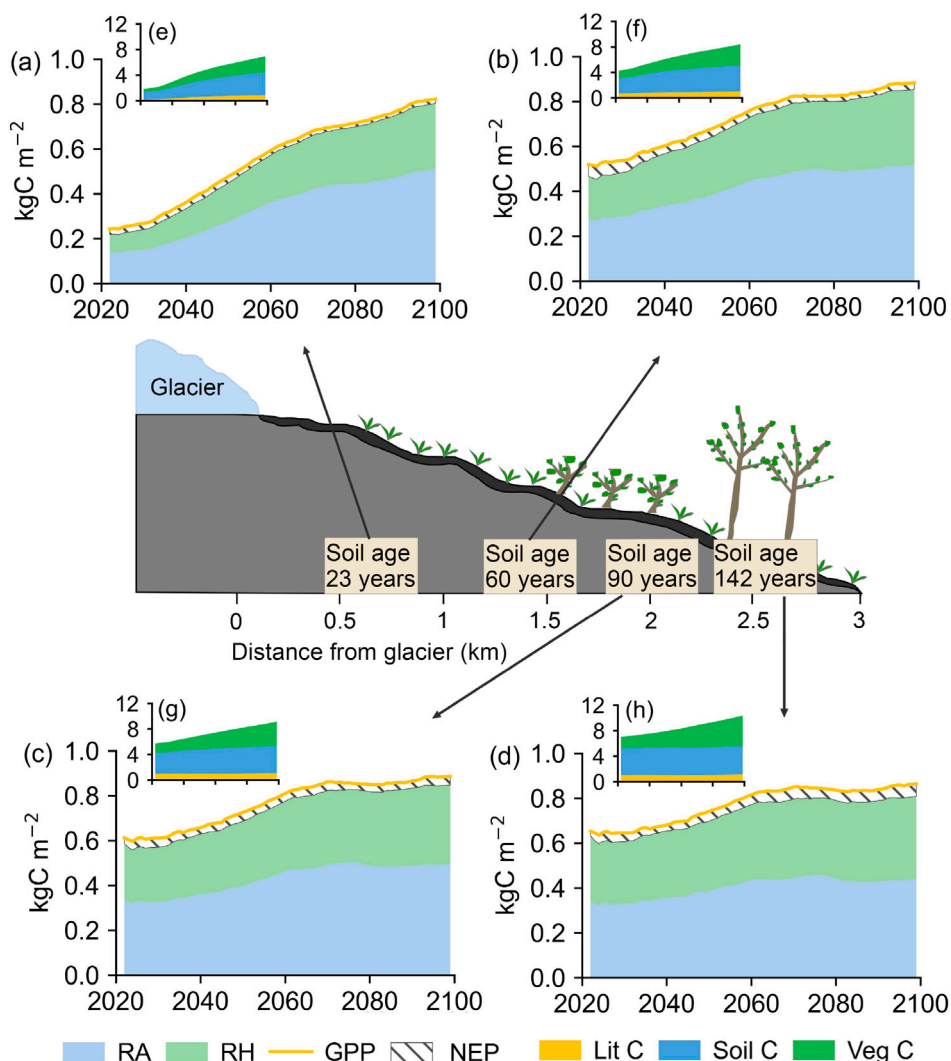 (a)
(e)
12
8
4
0
1.0
0.8
0.6
0.4
0.2
0.0
kgC m⁻²
2020 2040 2060 2080 2100
(b)
(f)
12
8
4
0
1.0
0.8
0.6
0.4
0.2
0.0
kgC m⁻²
2020 2040 2060 2080 2100
Glacier
Soil age
23 years
Soil age
60 years
Soil age
90 years
Soil age
142 years
0 0.5 1 1.5 2 2.5 3
Distance from glacier (km)
(c)
(g)
12
8
4
0
1.0
0.8
0.6
0.4
0.2
0.0
kgC m⁻²
2020 2040 2060 2080 2100
(d)
(h)
12
8
4
0
1.0
0.8
0.6
0.4
0.2
0.0
kgC m⁻²
2020 2040 2060 2080 2100
RA RH GPP NEP Lit C Soil C Veg C